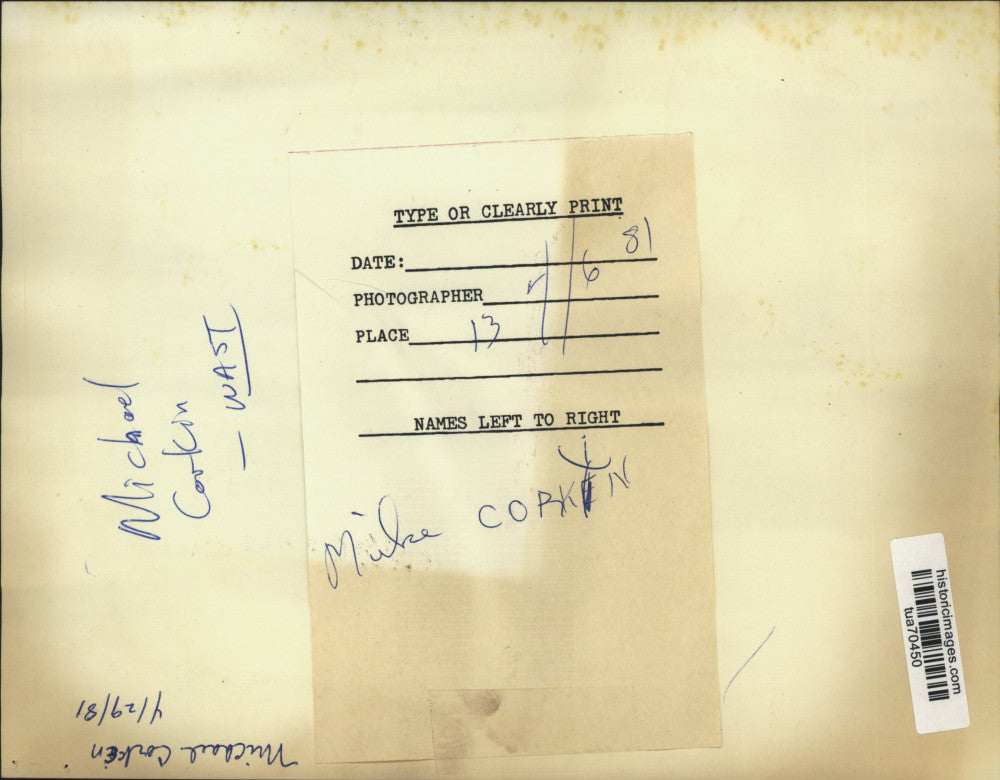 TYPE OR CLEARLY PRINT
DATE: 81
6
PHOTOGRAPHER
PLACE 13
NAMES LEFT TO RIGHT
Mike CORKIN
Michael
Corkin
— WAST
Michael Corkin
4/29/81
historicimages.com
tua70450